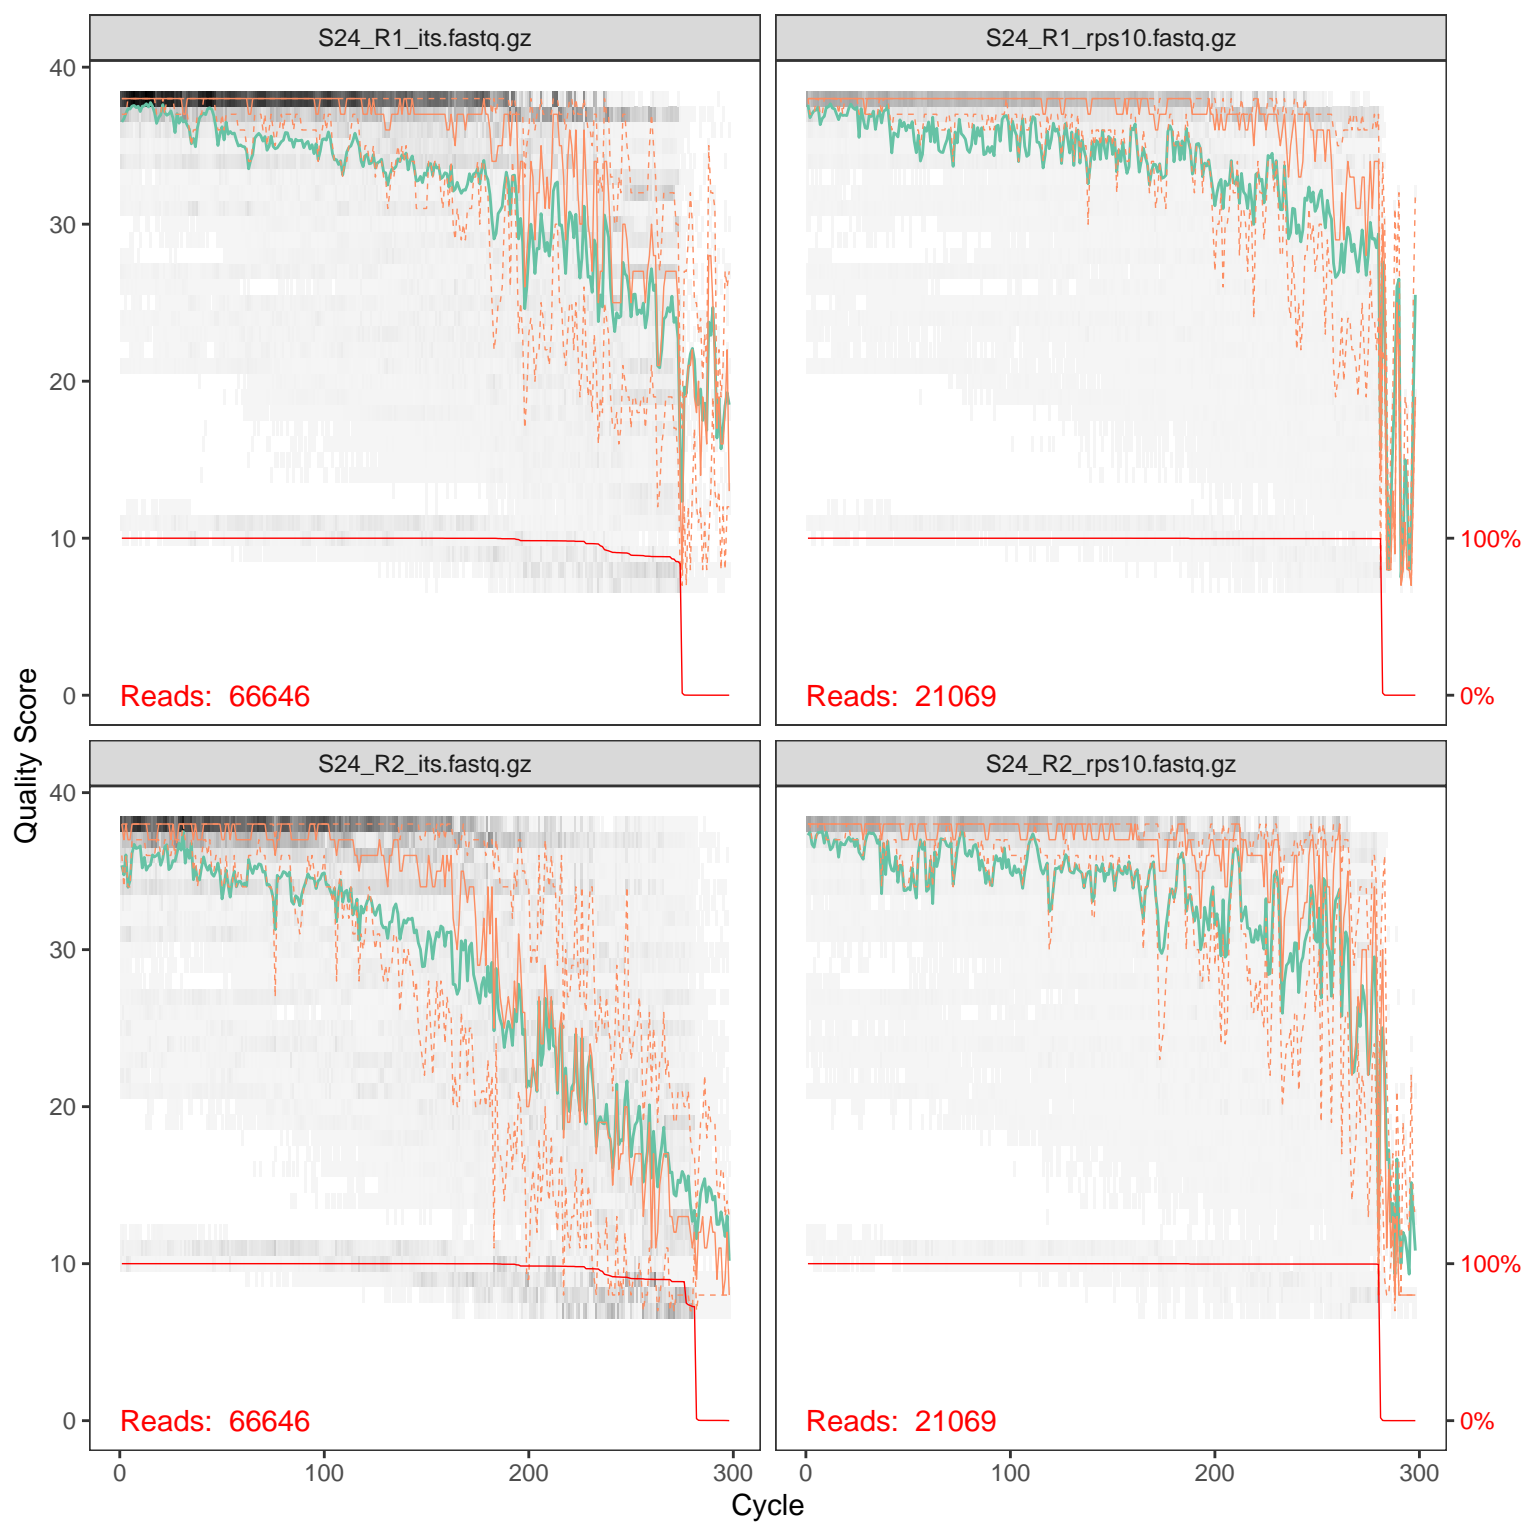 S24_R1_its.fastq.gz
S24_R1_rps10.fastq.gz
40
30
20
10
0
100%
0%
Reads: 66646
Reads: 21069
Quality Score
S24_R2_its.fastq.gz
S24_R2_rps10.fastq.gz
40
30
20
10
0
100%
0%
Reads: 66646
Reads: 21069
0 100 200 300
0 100 200 300
Cycle